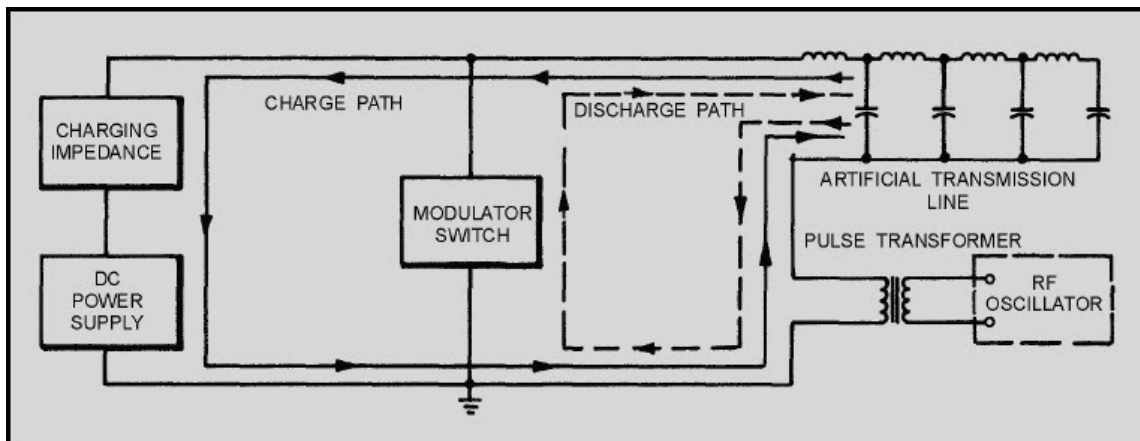 CHARGE PATH
DISCHARGE PATH
CHARGING
IMPEDANCE
MODULATOR
SWITCH
ARTIFICIAL TRANSMISSION
LINE
PULSE TRANSFORMER
DC
POWER
SUPPLY
RF
OSCILLATOR